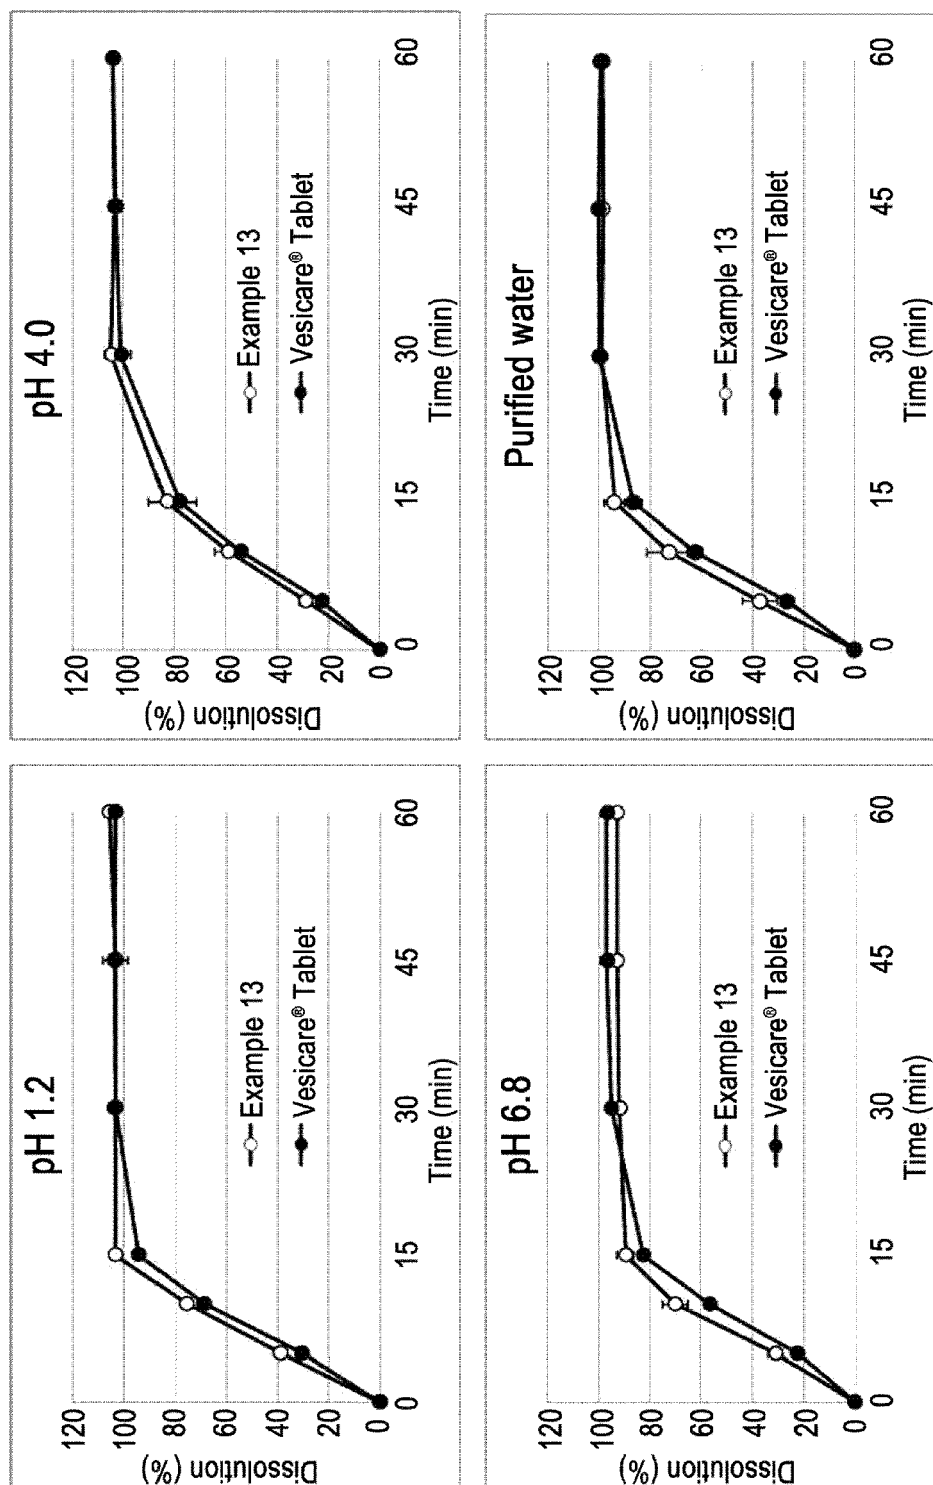 pH 1.2
Dissolution (%)
120
100
80
60
40
20
0
0 15 30 45 60
Time (min)
Example 13
Vesicare® Tablet
pH 4.0
Dissolution (%)
120
100
80
60
40
20
0
0 15 30 45 60
Time (min)
Example 13
Vesicare® Tablet
pH 6.8
Dissolution (%)
120
100
80
60
40
20
0
0 15 30 45 60
Time (min)
Example 13
Vesicare® Tablet
Purified water
Dissolution (%)
120
100
80
60
40
20
0
0 15 30 45 60
Time (min)
Example 13
Vesicare® Tablet